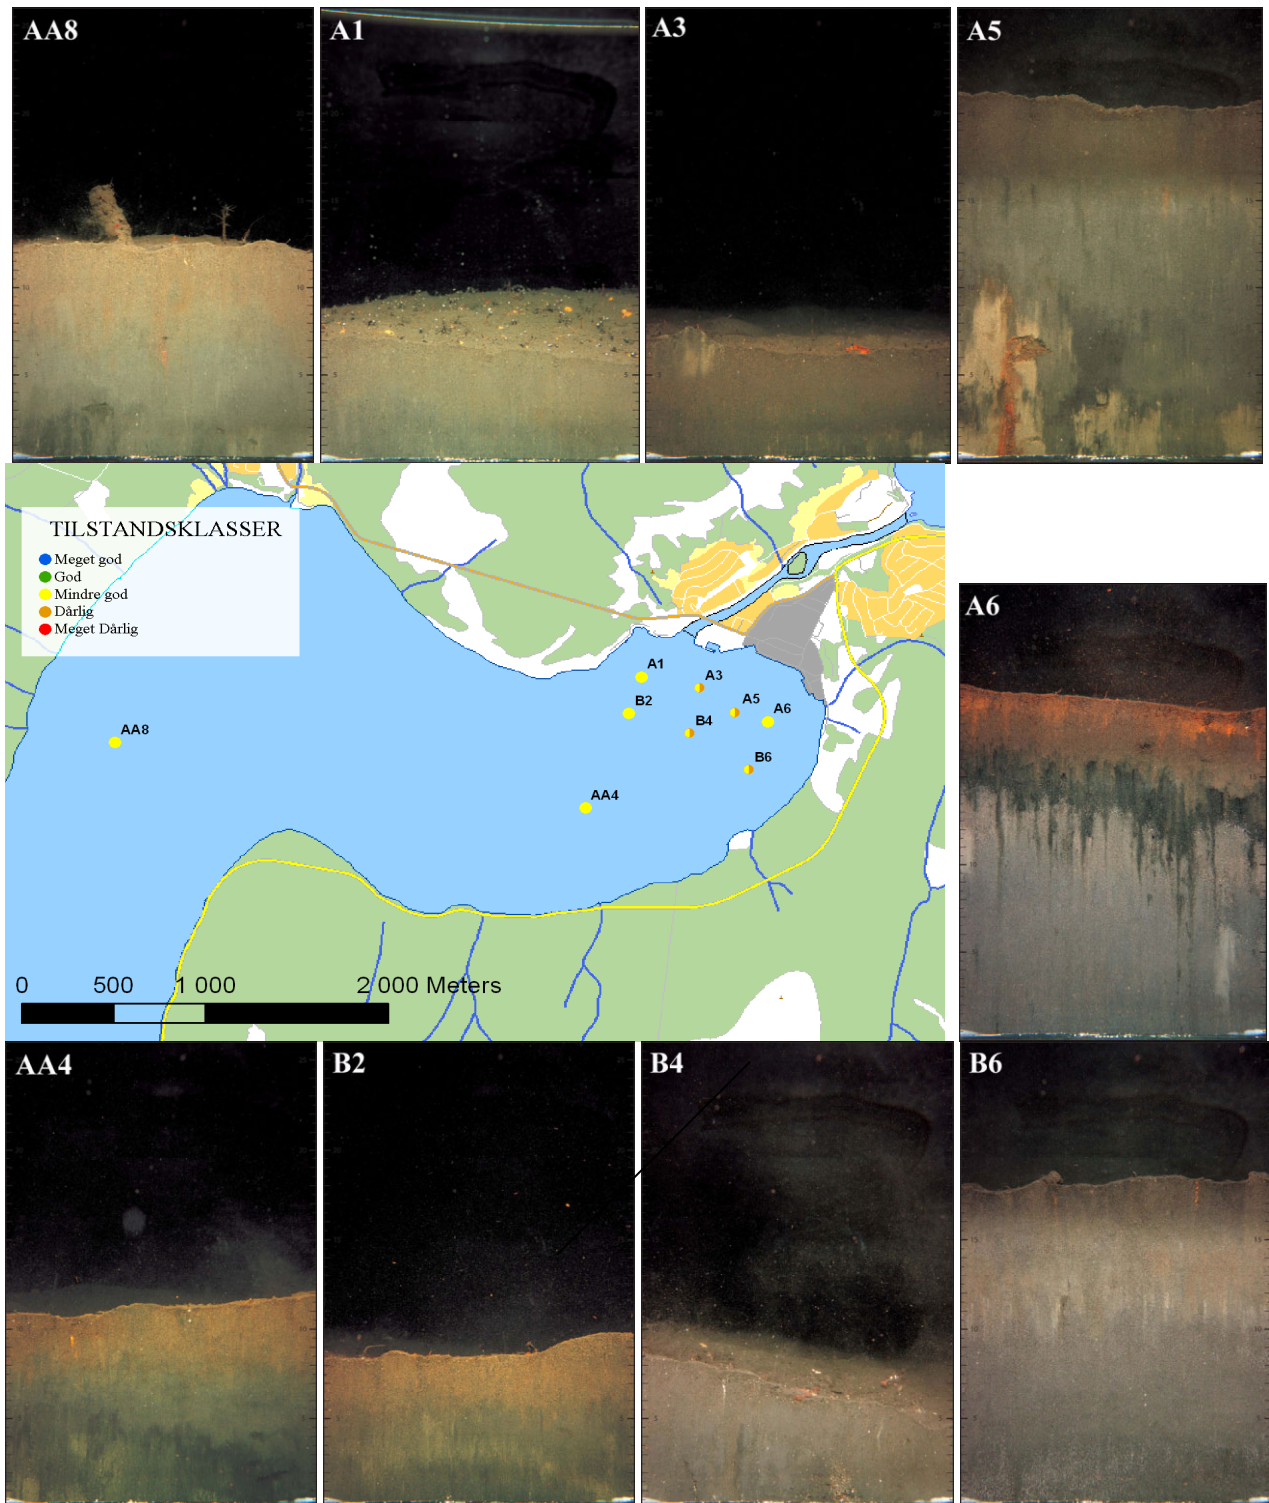 AA8
A1
A3
A5
TILSTANDSKLASSER
Meget god
God
Mindre god
Dårlig
Meget Dårlig
A1
A3
B2
A5
A6
B4
AA8
B6
AA4
0 500 1 000 2 000 Meters
A6
AA4
B2
B4
B6